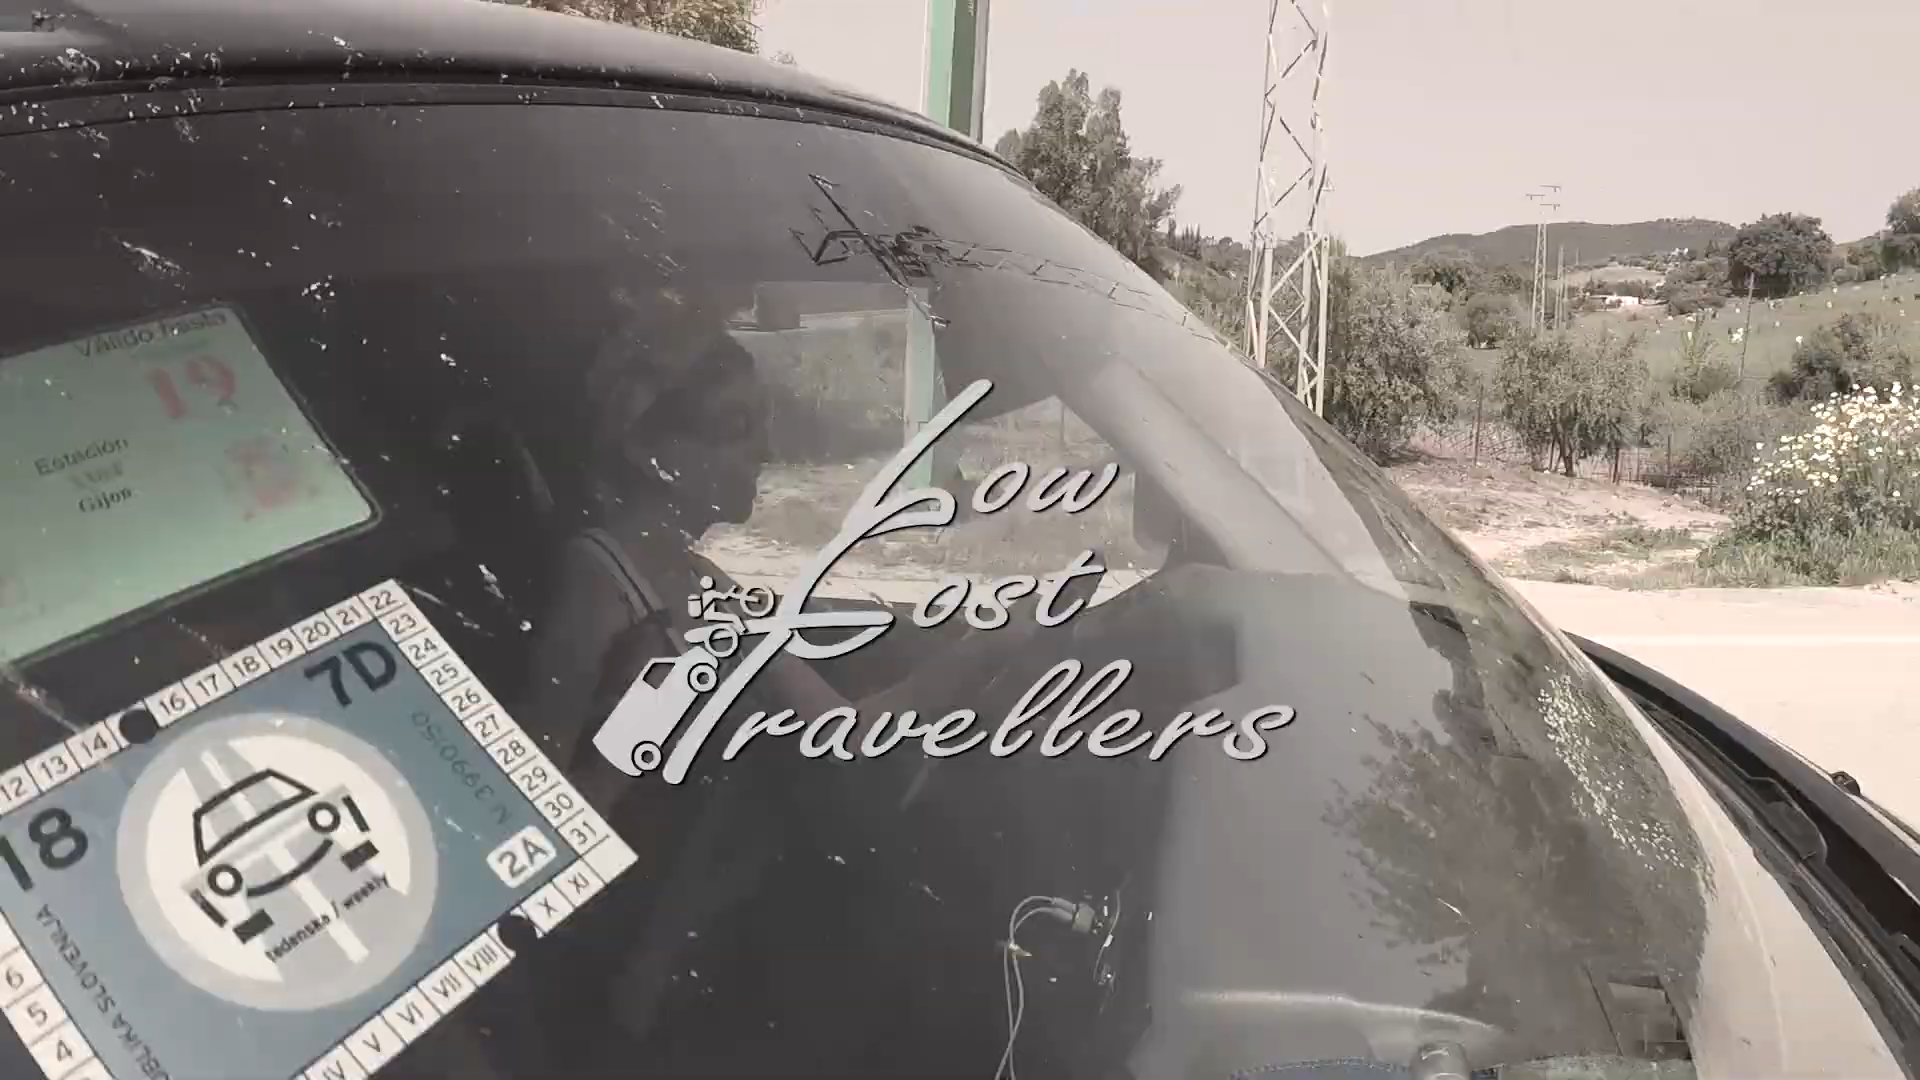 Válido hasta
19
Estación
Gijon
Low
Cost
Travellers
12 13 14 16 17 18 19 20 21 22
23 24 25 26 27 28 29 30 31
18
7D
2A
tedenska / weekly
SLOVENIJA
6
5
4
IV V VI VII VIII X XI